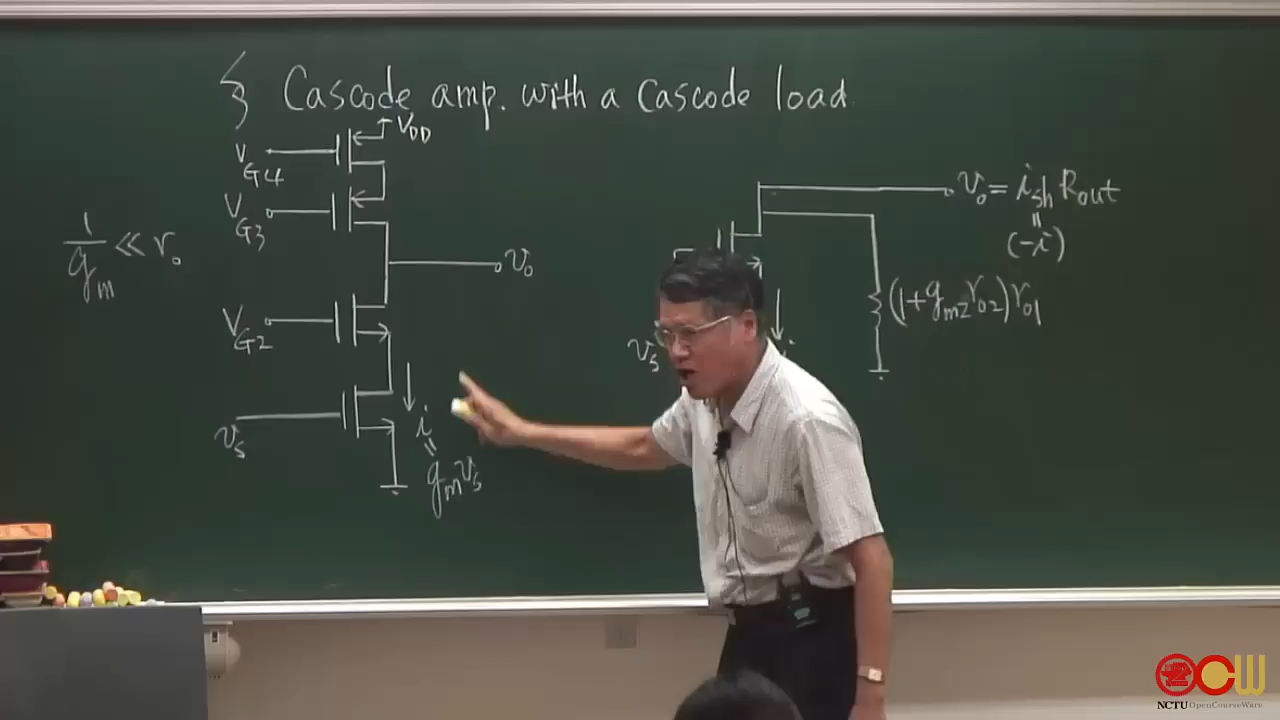 § Cascode amp. with a Cascode load
V_DD
V_G4
V_G3
1/g_m ≪ r_o
v_o
V_G2
v_s
i
=
g_m v_s
v_o = i_sh R_out
=
(-i)
(1+g_m2 r_o2) r_o1
v_s
i
OCW
NCTU OpenCourseWare